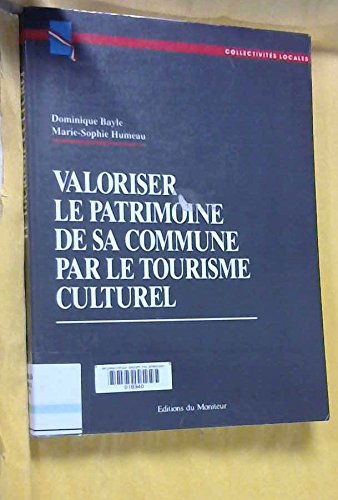 COLLECTIVITÉS LOCALES
Dominique Bayle
Marie-Sophie Humeau
VALORISER
LE PATRIMOINE
DE SA COMMUNE
PAR LE TOURISME
CULTUREL
Editions du Moniteur